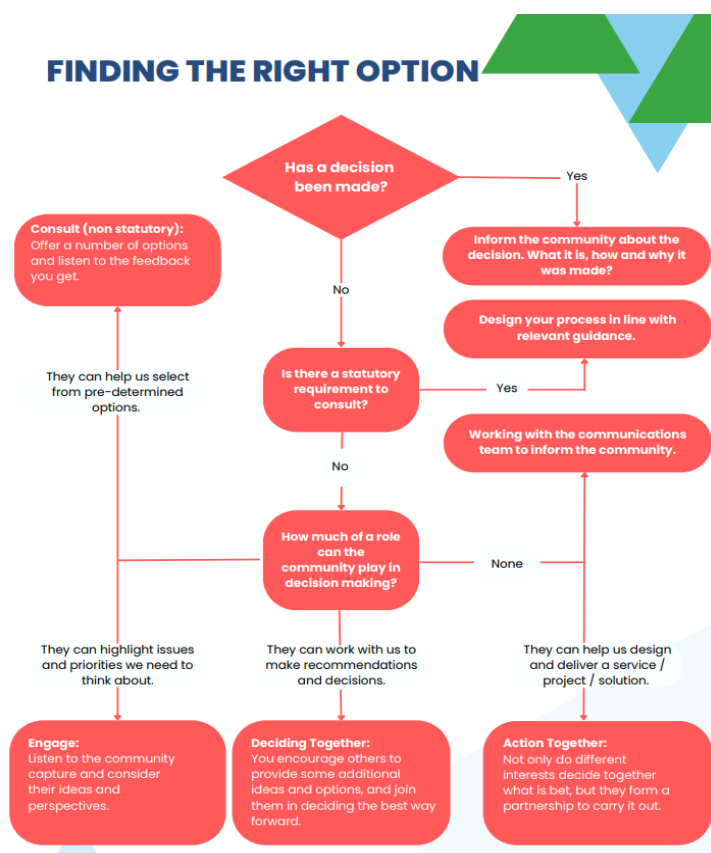 FINDING THE RIGHT OPTION
Has a decision
been made?
Yes
Inform the community about the
decision. What it is, how and why it
was made?
Consult (non statutory):
Offer a number of options
and listen to the feedback
you get.
No
Design your process in line with
relevant guidance.
They can help us select
from pre-determined
options.
Is there a statutory
requirement to
consult?
Yes
Working with the communications
team to inform the community.
No
How much of a role
can the
community play in
decision making?
None
They can highlight issues
and priorities we need to
think about.
They can work with us to
make recommendations
and decisions.
They can help us design
and deliver a service /
project / solution.
Engage:
Listen to the community
capture and consider
their ideas and
perspectives.
Deciding Together:
You encourage others to
provide some additional
ideas and options, and join
them in deciding the best way
forward.
Action Together:
Not only do different
interests decide together
what is bet, but they form a
partnership to carry it out.